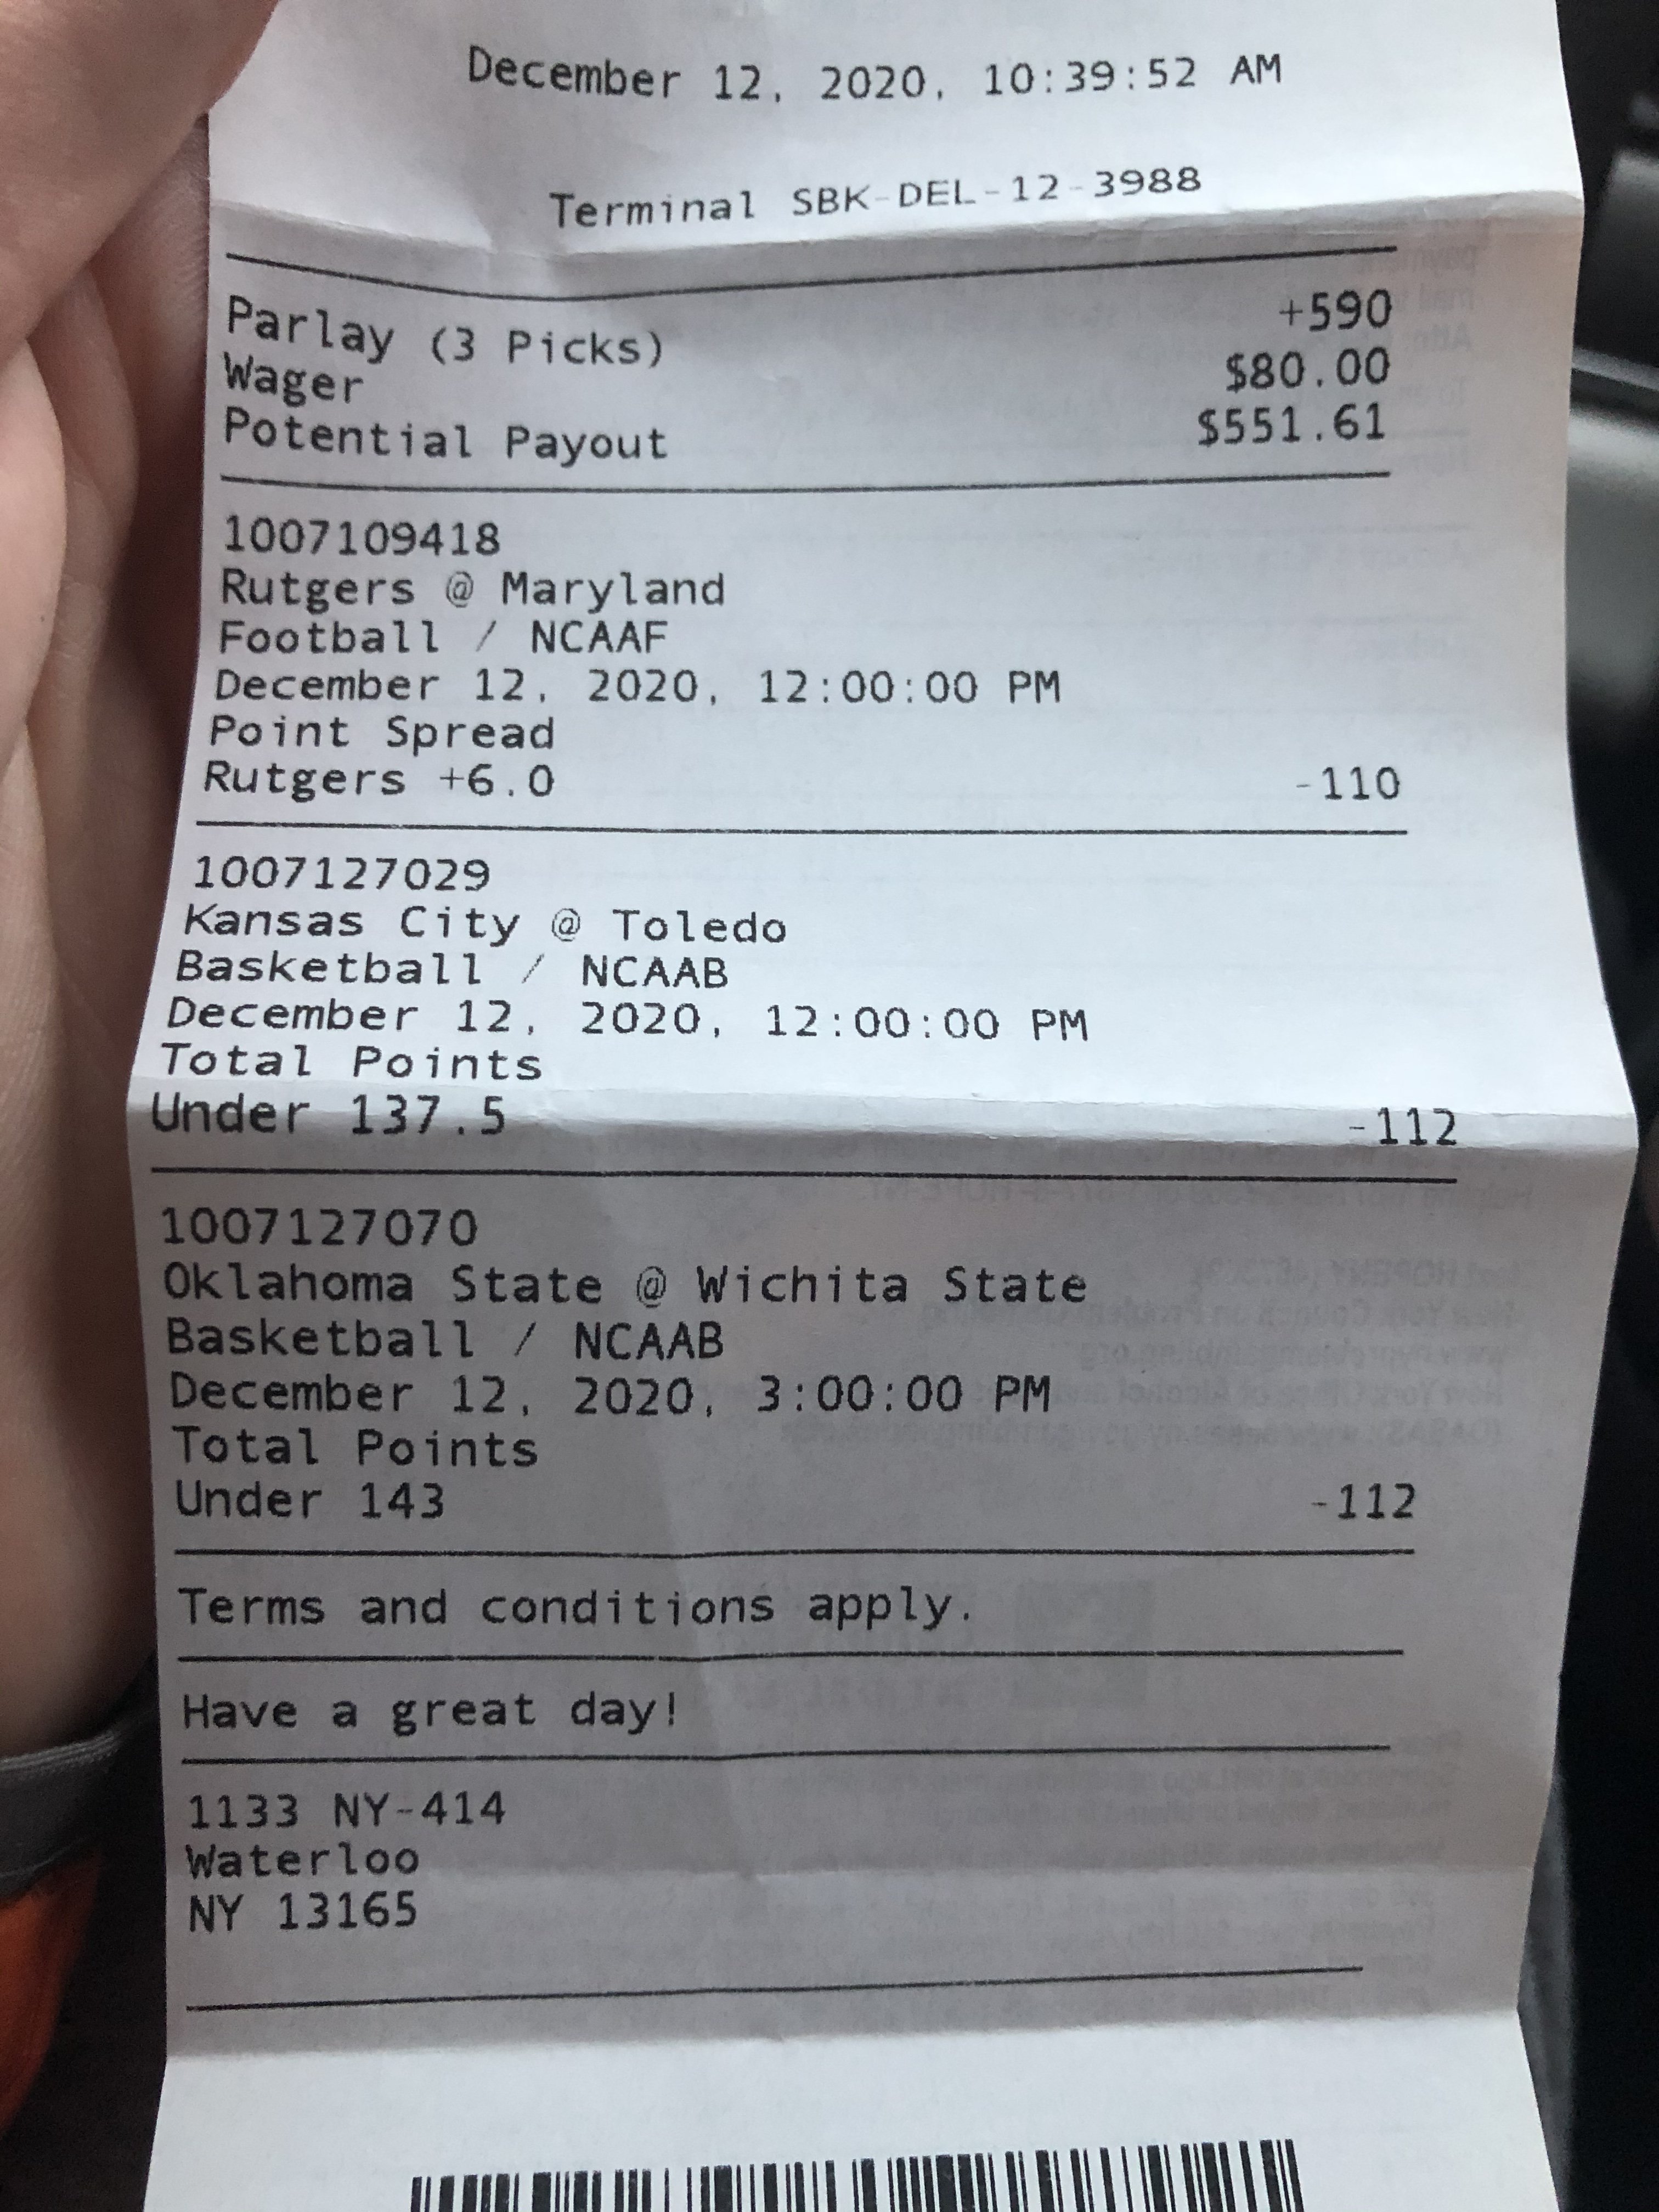 December 12, 2020, 10:39:52 AM
Terminal SBK-DEL-12-3988
Parlay (3 Picks) +590
Wager $80.00
Potential Payout $551.61
1007109418
Rutgers @ Maryland
Football / NCAAF
December 12, 2020, 12:00:00 PM
Point Spread
Rutgers +6.0 -110
1007127029
Kansas City @ Toledo
Basketball / NCAAB
December 12, 2020, 12:00:00 PM
Total Points
Under 137.5 -112
1007127070
Oklahoma State @ Wichita State
Basketball / NCAAB
December 12, 2020, 3:00:00 PM
Total Points
Under 143 -112
Terms and conditions apply.
Have a great day!
1133 NY-414
Waterloo
NY 13165